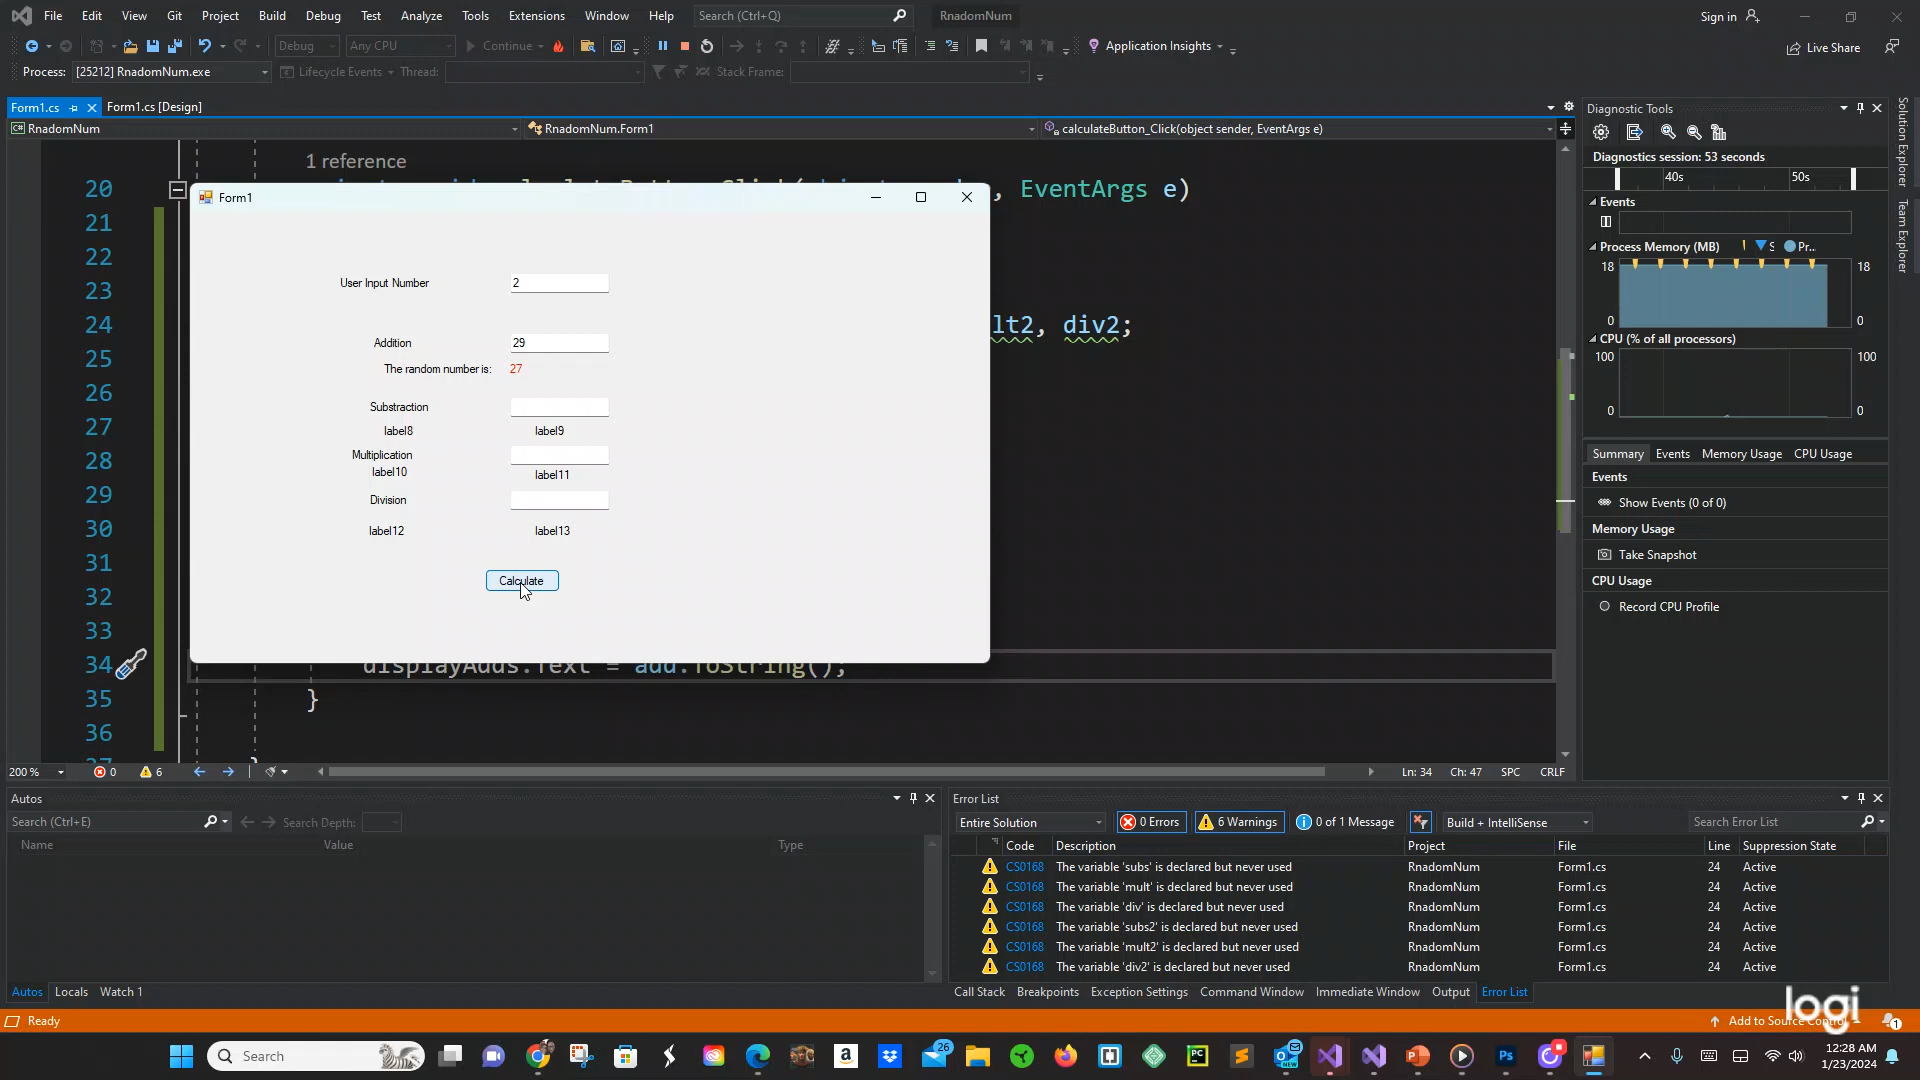 File Edit View Git Project Build Debug Test Analyze Tools Extensions Window Help Search (Ctrl+Q) RnadomNum Sign in
Debug Any CPU Continue Application Insights Live Share
Process: [25212] RnadomNum.exe Lifecycle Events Thread: Stack Frame:
Form1.cs Form1.cs [Design]
RnadomNum RnadomNum.Form1 calculateButton_Click(object sender, EventArgs e)
1 reference
20 , EventArgs e)
21
22
23
24 lt2, div2;
25
26
27
28
29
30
31
32
33
34 displayAdds.Text = add.ToString();
35 }
36
37
Form1
User Input Number 2
Addition 29
The random number is: 27
Substraction
label8 label9
Multiplication
label10 label11
Division
label12 label13
Calculate
200 % 0 6 Ln: 34 Ch: 47 SPC CRLF
Diagnostic Tools
Diagnostics session: 53 seconds
40s 50s
Events
Process Memory (MB) S Pr...
18 18
0 0
CPU (% of all processors)
100 100
0 0
Summary Events Memory Usage CPU Usage
Events
Show Events (0 of 0)
Memory Usage
Take Snapshot
CPU Usage
Record CPU Profile
Solution Explorer
Team Explorer
Autos
Search (Ctrl+E) Search Depth:
Name Value Type
Autos Locals Watch 1
Error List
Entire Solution 0 Errors 6 Warnings 0 of 1 Message Build + IntelliSense Search Error List
Code Description Project File Line Suppression State
CS0168 The variable 'subs' is declared but never used RnadomNum Form1.cs 24 Active
CS0168 The variable 'mult' is declared but never used RnadomNum Form1.cs 24 Active
CS0168 The variable 'div' is declared but never used RnadomNum Form1.cs 24 Active
CS0168 The variable 'subs2' is declared but never used RnadomNum Form1.cs 24 Active
CS0168 The variable 'mult2' is declared but never used RnadomNum Form1.cs 24 Active
CS0168 The variable 'div2' is declared but never used RnadomNum Form1.cs 24 Active
Call Stack Breakpoints Exception Settings Command Window Immediate Window Output Error List
logi
Ready Add to Source Control 1
Search 26 NEW PC Ps 12:28 AM
1/23/2024